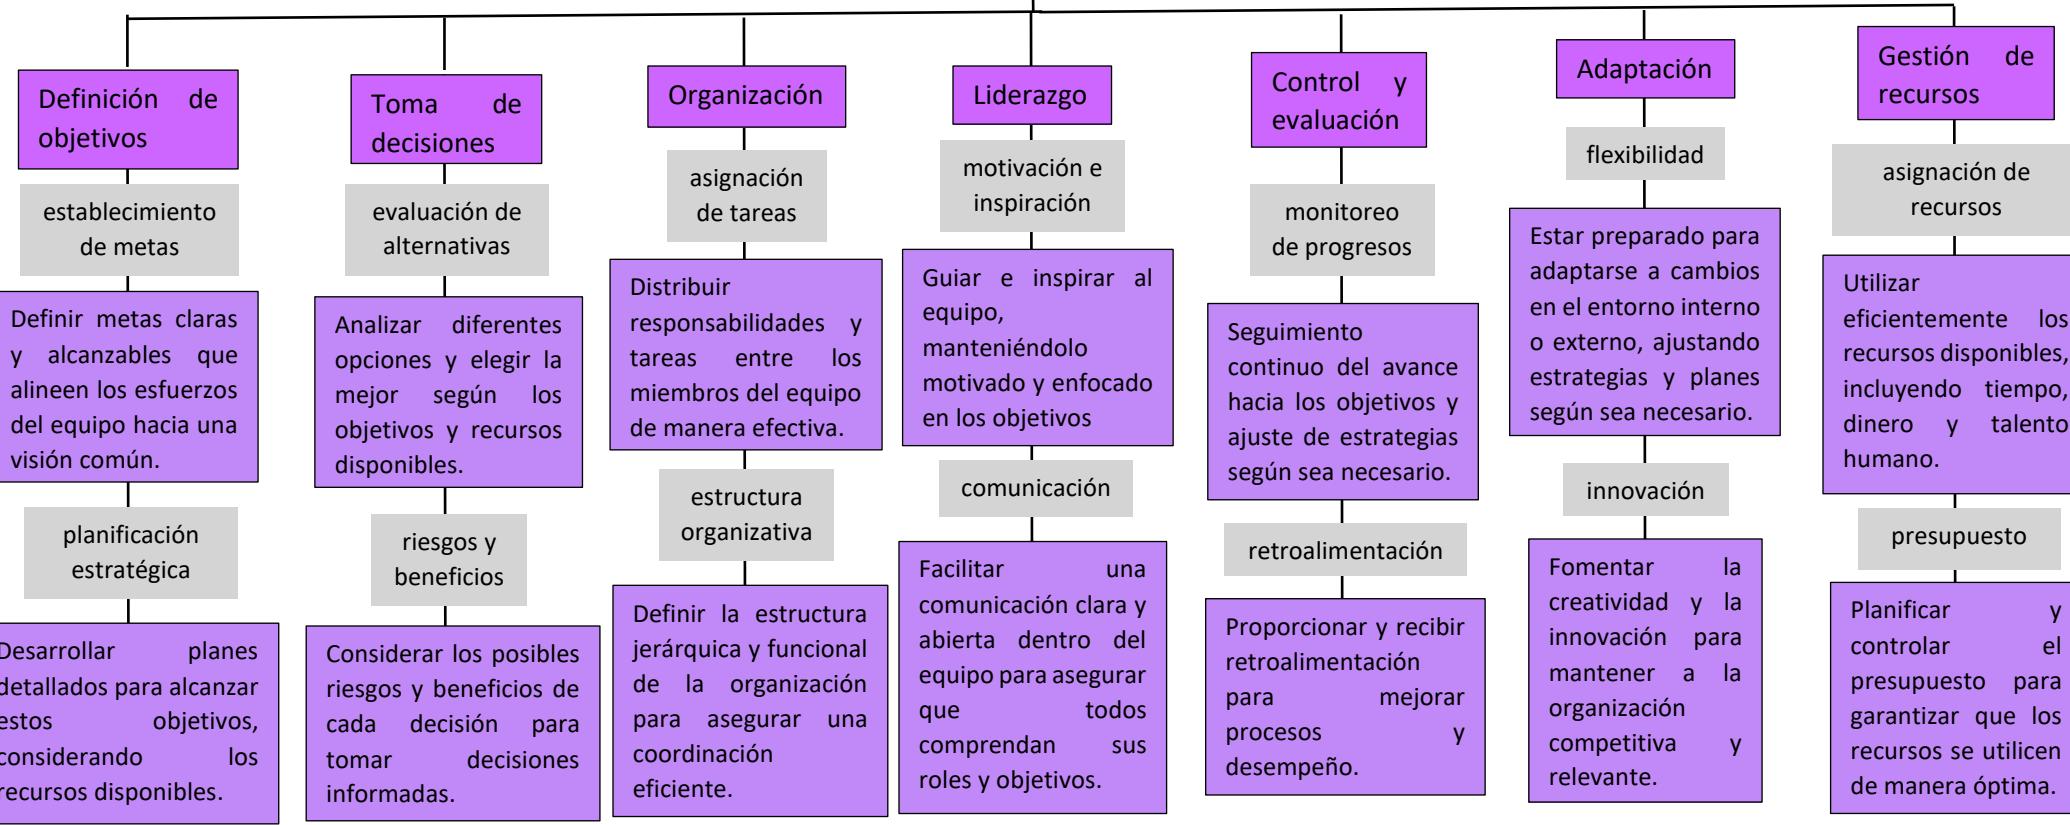 Definición de
objetivos
establecimiento
de metas
Definir metas claras
y alcanzables que
alineen los esfuerzos
del equipo hacia una
visión común.
planificación
estratégica
Desarrollar planes
detallados para alcanzar
estos objetivos,
considerando los
recursos disponibles.
Toma de
decisiones
evaluación de
alternativas
Analizar diferentes
opciones y elegir la
mejor según los
objetivos y recursos
disponibles.
riesgos y
beneficios
Considerar los posibles
riesgos y beneficios de
cada decisión para
tomar decisiones
informadas.
Organización
asignación
de tareas
Distribuir
responsabilidades y
tareas entre los
miembros del equipo
de manera efectiva.
estructura
organizativa
Definir la estructura
jerárquica y funcional
de la organización
para asegurar una
coordinación
eficiente.
Liderazgo
motivación e
inspiración
Guiar e inspirar al
equipo,
manteniéndolo
motivado y enfocado
en los objetivos
comunicación
Facilitar una
comunicación clara y
abierta dentro del
equipo para asegurar
que todos
comprendan sus
roles y objetivos.
Control y
evaluación
monitoreo
de progresos
Seguimiento
continuo del avance
hacia los objetivos y
ajuste de estrategias
según sea necesario.
retroalimentación
Proporcionar y recibir
retroalimentación
para mejorar
procesos y
desempeño.
Adaptación
flexibilidad
Estar preparado para
adaptarse a cambios
en el entorno interno
o externo, ajustando
estrategias y planes
según sea necesario.
innovación
Fomentar la
creatividad y la
innovación para
mantener a la
organización
competitiva y
relevante.
Gestión de
recursos
asignación de
recursos
Utilizar
eficientemente los
recursos disponibles,
incluyendo tiempo,
dinero y talento
humano.
presupuesto
Planificar y
controlar el
presupuesto para
garantizar que los
recursos se utilicen
de manera óptima.